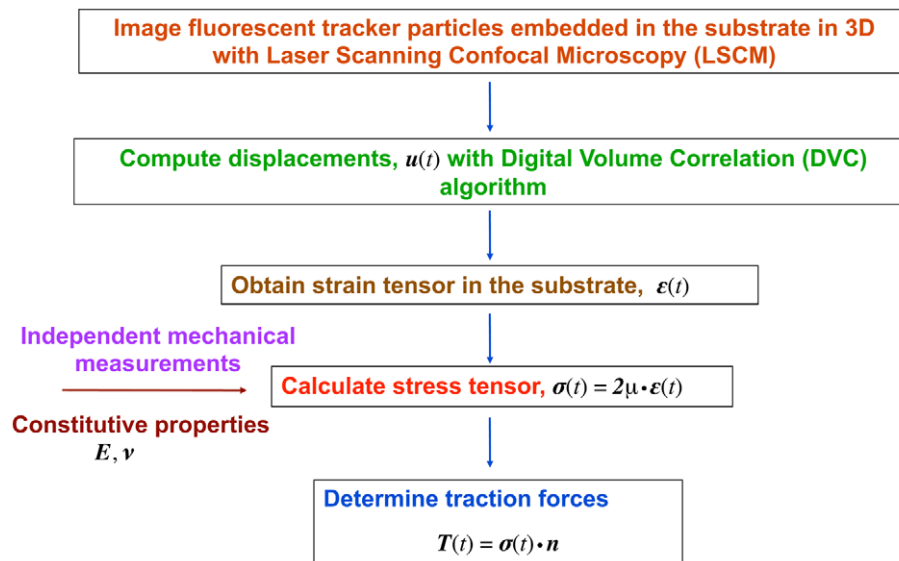 Image fluorescent tracker particles embedded in the substrate in 3D
with Laser Scanning Confocal Microscopy (LSCM)
Compute displacements, u(t) with Digital Volume Correlation (DVC)
algorithm
Obtain strain tensor in the substrate, ε(t)
Independent mechanical
measurements
Calculate stress tensor, σ(t) = 2μ·ε(t)
Constitutive properties
E, ν
Determine traction forces
T(t) = σ(t)·n